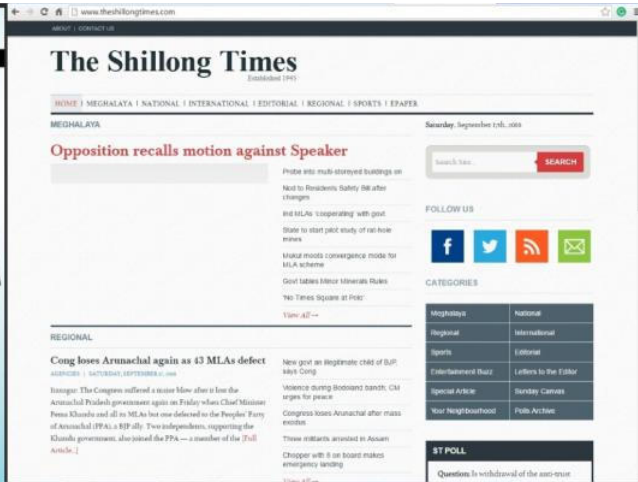 www.theshillongtimes.com
ABOUT | CONTACT US
The Shillong Times
Established 1945
HOME | MEGHALAYA | NATIONAL | INTERNATIONAL | EDITORIAL | REGIONAL | SPORTS | EPAPER
MEGHALAYA
Opposition recalls motion against Speaker
Probe into multi-storeyed buildings on
Nod to Residents Safety Bill after
changes
Ind MLAs 'cooperating' with govt
State to start pilot study of rat-hole
mines
Mukul moots convergence mode for
MLA scheme
Govt tables Minor Minerals Rules
'No Times Square at Polo'
View All →
REGIONAL
Cong loses Arunachal again as 43 MLAs defect
AGENCIES | SATURDAY, SEPTEMBER 17, 2016
Itanagar: The Congress suffered a major blow after it lost the
Arunachal Pradesh government again on Friday when Chief Minister
Pema Khandu and all its MLAs but one defected to the Peoples' Party
of Arunachal (PPA), a BJP ally. Two independents, supporting the
Khandu government, also joined the PPA — a member of the [Full
Article..]
New govt an illegitimate child of BJP,
says Cong
Violence during Bodoland bandh, CM
urges for peace
Congress loses Arunachal after mass
exodus
Three militants arrested in Assam
Chopper with 8 on board makes
emergency landing
View All →
Saturday, September 17th, 2016
Search Site...
SEARCH
FOLLOW US
CATEGORIES
Meghalaya
National
Regional
International
Sports
Editorial
Entertainment Buzz
Letters to the Editor
Special Article
Sunday Canvas
Your Neighbourhood
Polls Archive
ST POLL
Question: Is withdrawal of the anti-trust